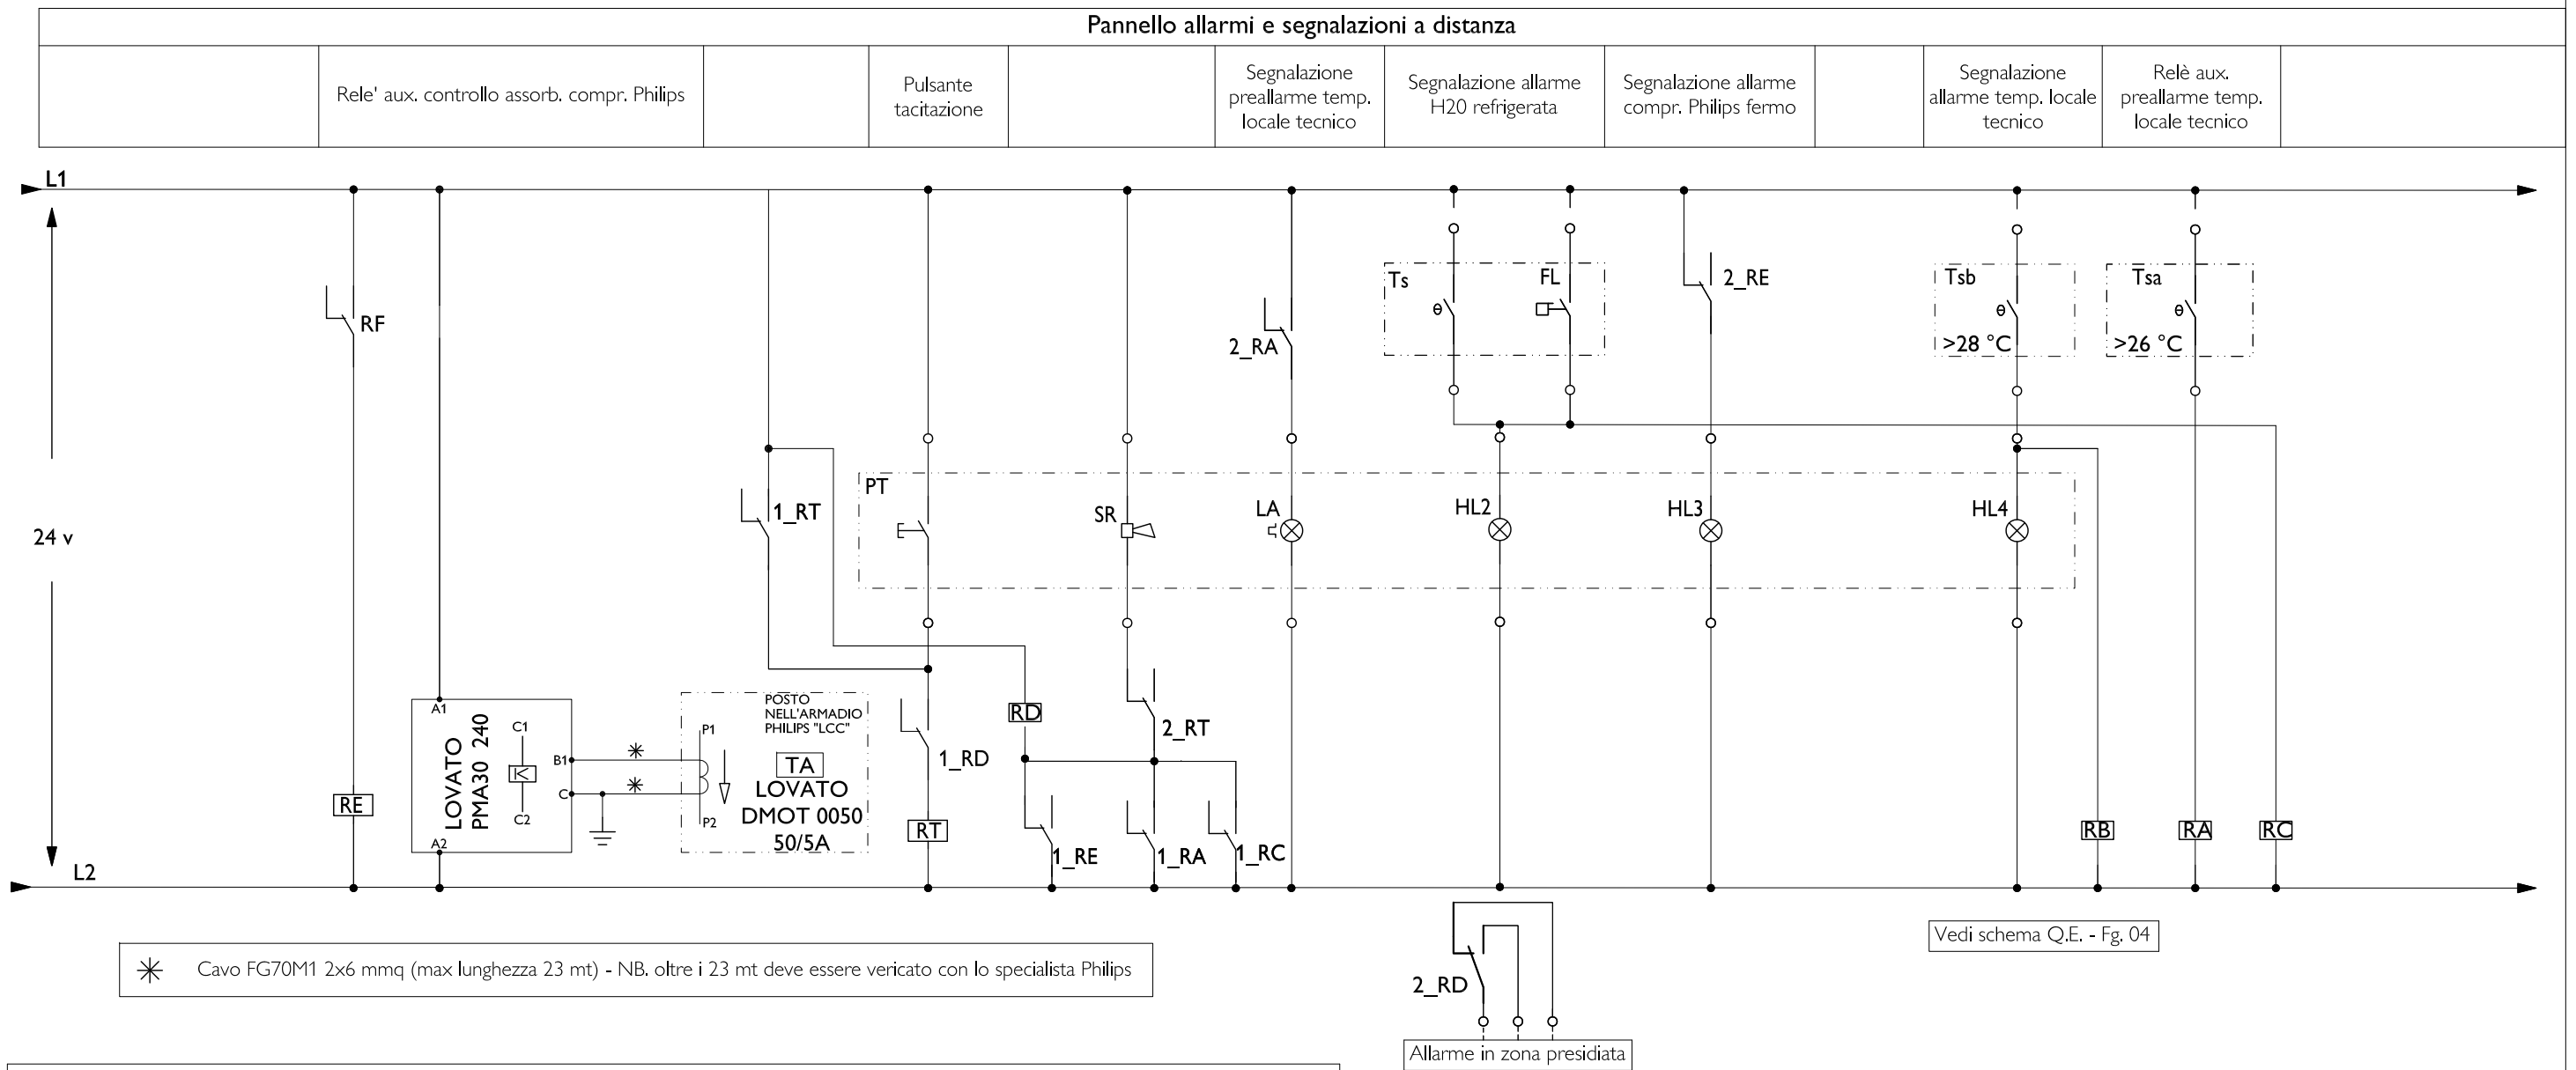 Pannello allarmi e segnalazioni a distanza
Rele' aux. controllo assorb. compr. Philips
Pulsante
tacitazione
Segnalazione
preallarme temp.
locale tecnico
Segnalazione allarme
H20 refrigerata
Segnalazione allarme
compr. Philips fermo
Segnalazione
allarme temp. locale
tecnico
Relè aux.
preallarme temp.
locale tecnico
L1
RF
2_RA
Ts
FL
2_RE
Tsb
θ
θ
>28 °C
Tsa
θ
>26 °C
24 v
1_RT
PT
SR
LA
HL2
HL3
HL4
RE
A1
LOVATO
PMA30 240
C1
C2
B1
C
A2
P1
P2
POSTO
NELL'ARMADIO
PHILIPS "LCC"
TA
LOVATO
DMOT 0050
50/5A
1_RD
RT
RD
2_RT
1_RE
1_RA
1_RC
RB
RA
RC
L2
Cavo FG70M1 2x6 mmq (max lunghezza 23 mt) - NB. oltre i 23 mt deve essere vericato con lo specialista Philips
2_RD
Allarme in zona presidiata
Vedi schema Q.E. - Fg. 04